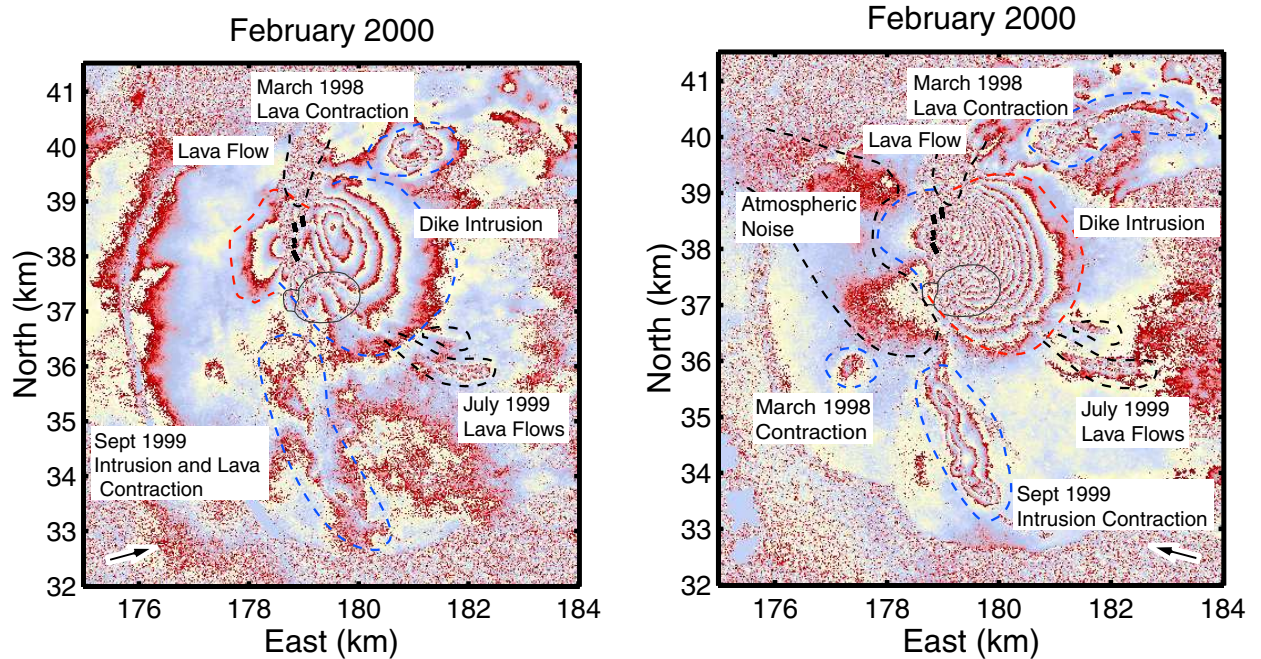 February 2000
41
40
39
38
37
36
35
34
33
32
North (km)
March 1998
Lava Contraction
Lava Flow
Dike Intrusion
July 1999
Lava Flows
Sept 1999
Intrusion and Lava
Contraction
176
178
180
182
184
East (km)
February 2000
41
40
39
38
37
36
35
34
33
32
North (km)
March 1998
Lava Contraction
Lava Flow
Atmospheric
Noise
Dike Intrusion
March 1998
Contraction
July 1999
Lava Flows
Sept 1999
Intrusion Contraction
176
178
180
182
184
East (km)